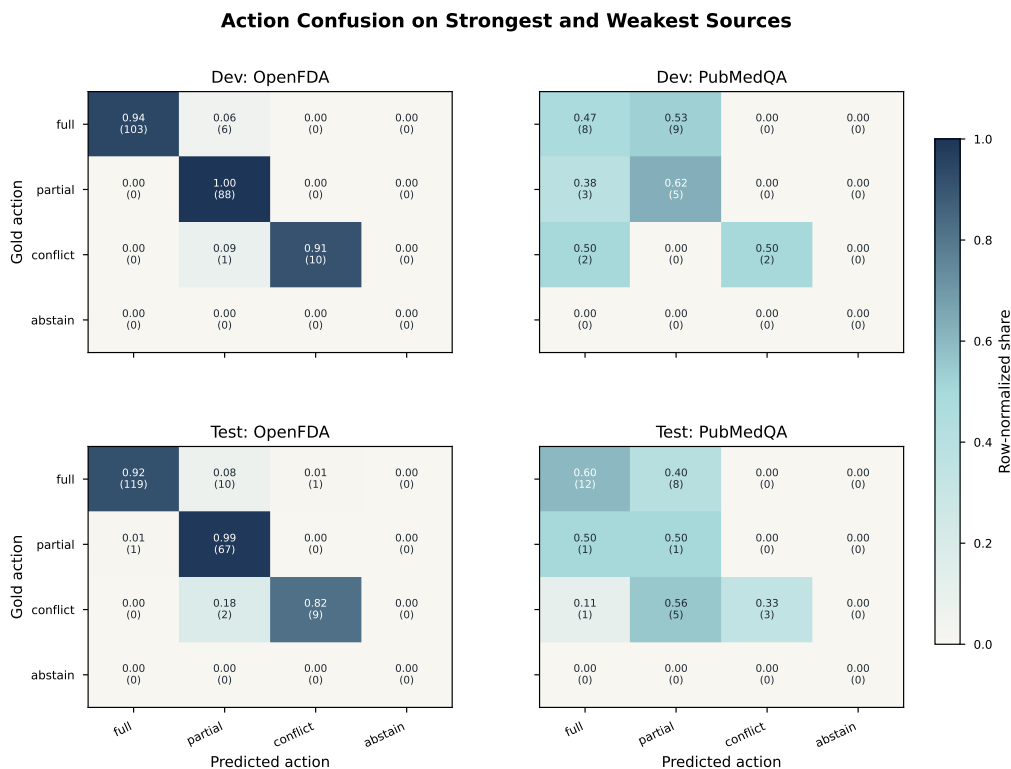 Action Confusion on Strongest and Weakest Sources
Dev: OpenFDA
Gold action
full
0.94 0.06 0.00 0.00
(103) (6) (0) (0)
partial
0.00 1.00 0.00 0.00
(0) (88) (0) (0)
conflict
0.00 0.09 0.91 0.00
(0) (1) (10) (0)
abstain
0.00 0.00 0.00 0.00
(0) (0) (0) (0)
Dev: PubMedQA
0.47 0.53 0.00 0.00
(8) (9) (0) (0)
0.38 0.62 0.00 0.00
(3) (5) (0) (0)
0.50 0.00 0.50 0.00
(2) (0) (2) (0)
0.00 0.00 0.00 0.00
(0) (0) (0) (0)
Test: OpenFDA
Gold action
full
0.92 0.08 0.01 0.00
(119) (10) (1) (0)
partial
0.01 0.99 0.00 0.00
(1) (67) (0) (0)
conflict
0.00 0.18 0.82 0.00
(0) (2) (9) (0)
abstain
0.00 0.00 0.00 0.00
(0) (0) (0) (0)
full partial conflict abstain
Predicted action
Test: PubMedQA
0.60 0.40 0.00 0.00
(12) (8) (0) (0)
0.50 0.50 0.00 0.00
(1) (1) (0) (0)
0.11 0.56 0.33 0.00
(1) (5) (3) (0)
0.00 0.00 0.00 0.00
(0) (0) (0) (0)
full partial conflict abstain
Predicted action
1.0
0.8
0.6
0.4
0.2
0.0
Row-normalized share